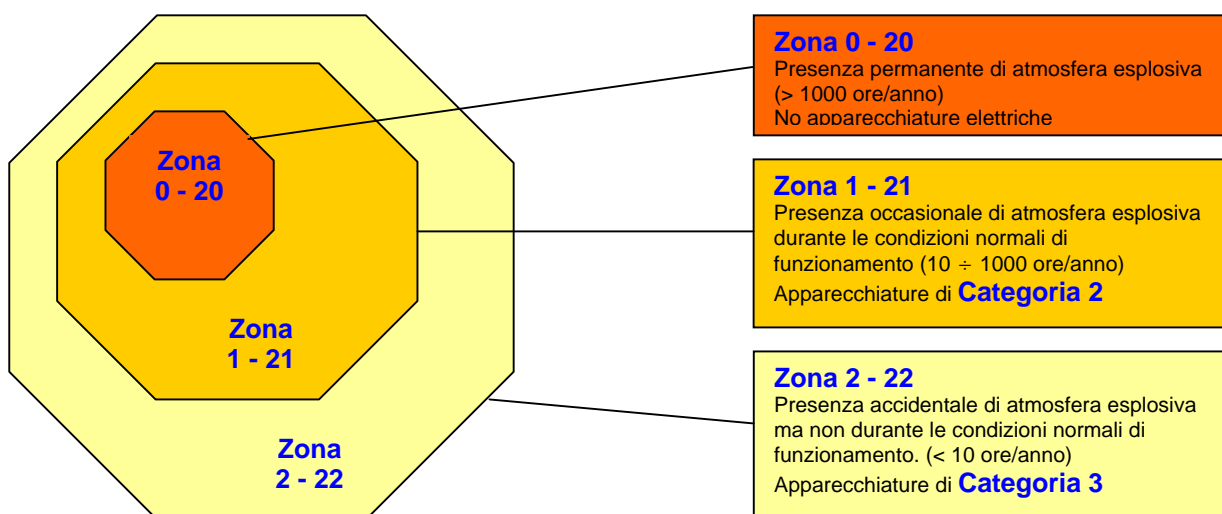 Zona
0 - 20
Zona
1 - 21
Zona
2 - 22
Zona 0 - 20
Presenza permanente di atmosfera esplosiva
(> 1000 ore/anno)
No apparecchiature elettriche
Zona 1 - 21
Presenza occasionale di atmosfera esplosiva
durante le condizioni normali di
funzionamento (10 ÷ 1000 ore/anno)
Apparecchiature di Categoria 2
Zona 2 - 22
Presenza accidentale di atmosfera esplosiva
ma non durante le condizioni normali di
funzionamento. (< 10 ore/anno)
Apparecchiature di Categoria 3